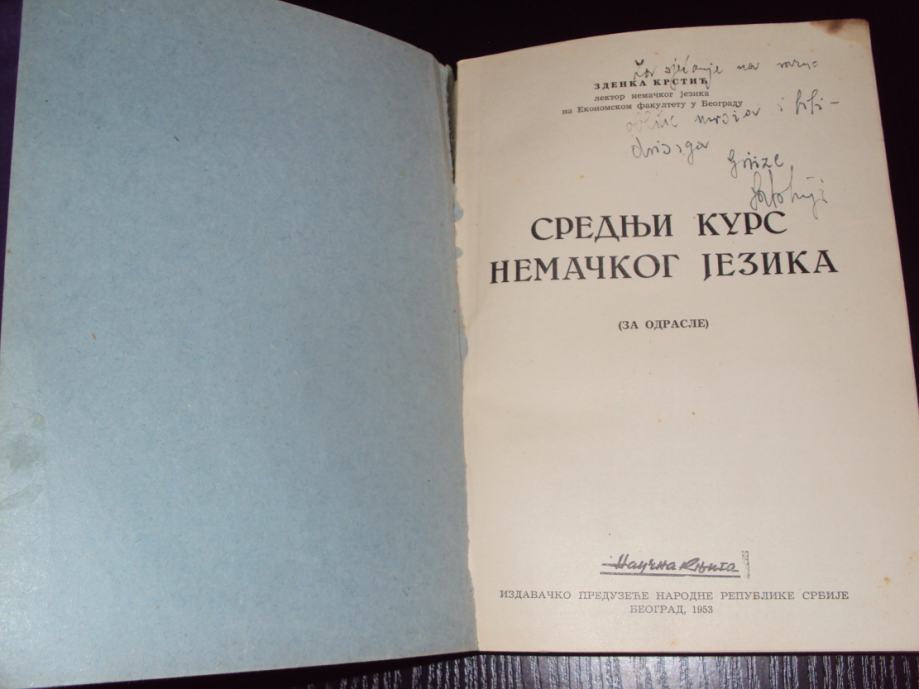 ЗДЕНКА КРСТИЋ
лектор немачког језика
на Економском факултету у Београду
СРЕДЊИ КУРС
НЕМАЧКОГ ЈЕЗИКА
(ЗА ОДРАСЛЕ)
Научна Књига
ИЗДАВАЧКО ПРЕДУЗЕЋЕ НАРОДНЕ РЕПУБЛИКЕ СРБИЈЕ
БЕОГРАД, 1953